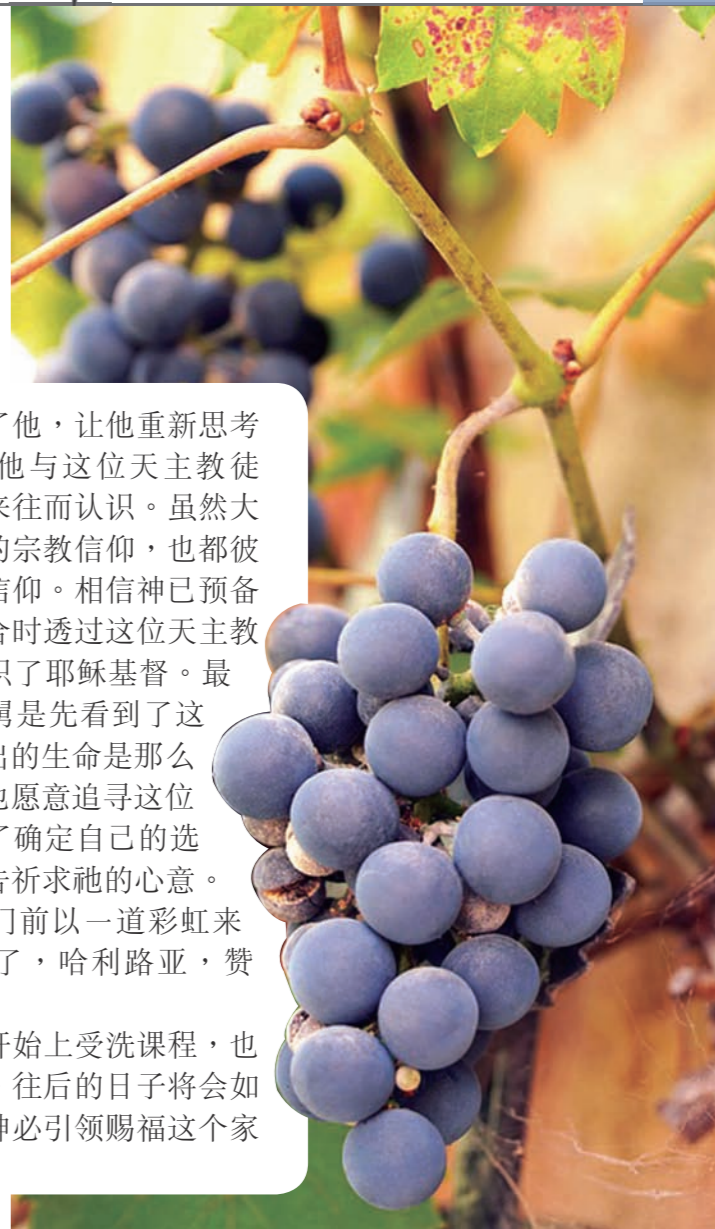 了他，让他重新思考
他与这位天主教徒
来往而认识。虽然大
的宗教信仰，也都彼
信仰。相信神已预备
合时透过这位天主教
识了耶稣基督。最
舅是先看到了这
出的生命是那么
也愿意追寻这位
了确定自己的选
告祈求祂的心意。
门前以一道彩虹来
了，哈利路亚，赞
开始上受洗课程，也
往后的日子将会如
神必引领赐福这个家